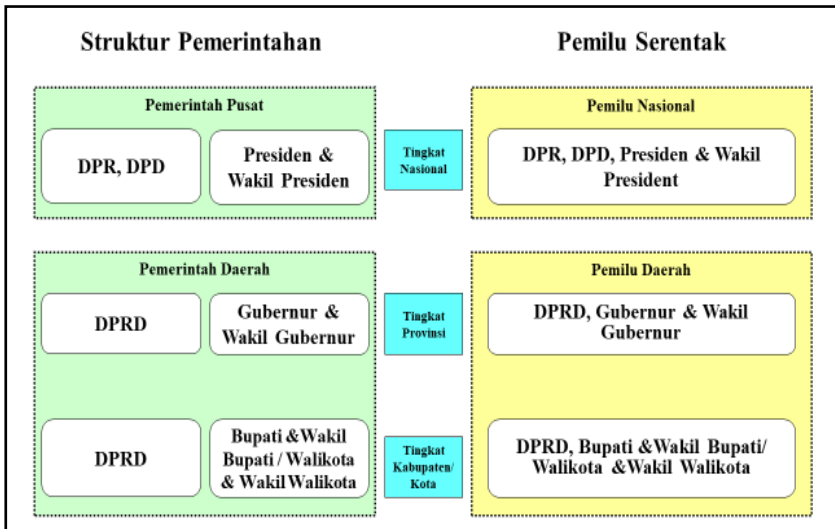 Struktur Pemerintahan
Pemilu Serentak
Pemerintah Pusat
DPR, DPD
Presiden &
Wakil Presiden
Tingkat
Nasional
Pemilu Nasional
DPR, DPD, Presiden & Wakil
President
Pemerintah Daerah
DPRD
Gubernur &
Wakil Gubernur
Tingkat
Provinsi
Pemilu Daerah
DPRD, Gubernur & Wakil
Gubernur
DPRD
Bupati &Wakil
Bupati / Walikota
& Wakil Walikota
Tingkat
Kabupaten/
Kota
DPRD, Bupati &Wakil Bupati/
Walikota &Wakil Walikota